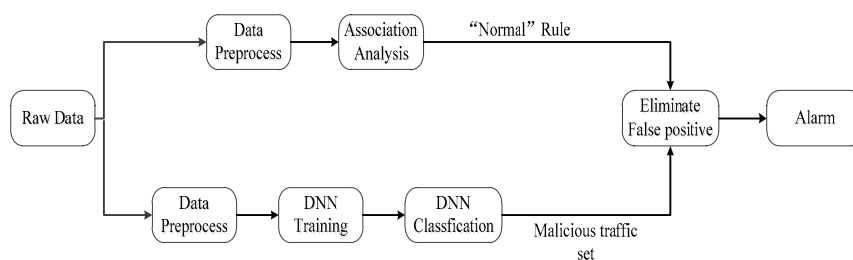 Raw Data
Data
Preprocess
Association
Analysis
“Normal” Rule
Data
Preprocess
DNN
Training
DNN
Classfication
Malicious traffic
set
Eliminate
False positive
Alarm